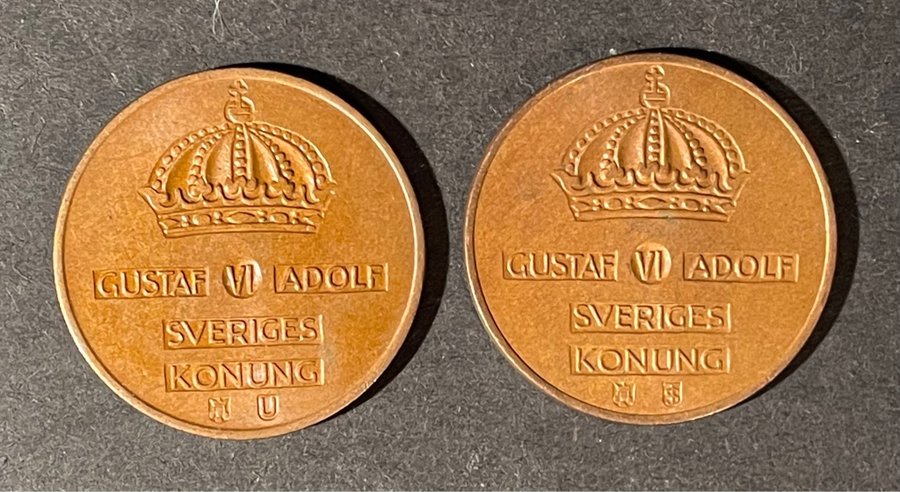 GUSTAF VI ADOLF
SVERIGES
KONUNG
U
GUSTAF VI ADOLF
SVERIGES
KONUNG